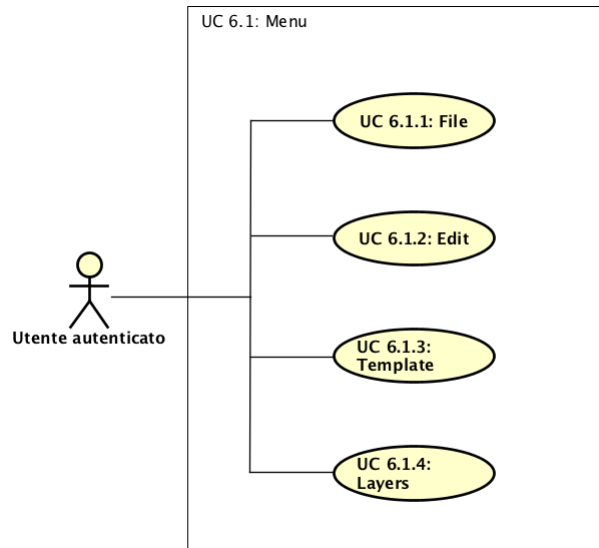 UC 6.1: Menu
UC 6.1.1: File
UC 6.1.2: Edit
Utente autenticato
UC 6.1.3:
Template
UC 6.1.4:
Layers